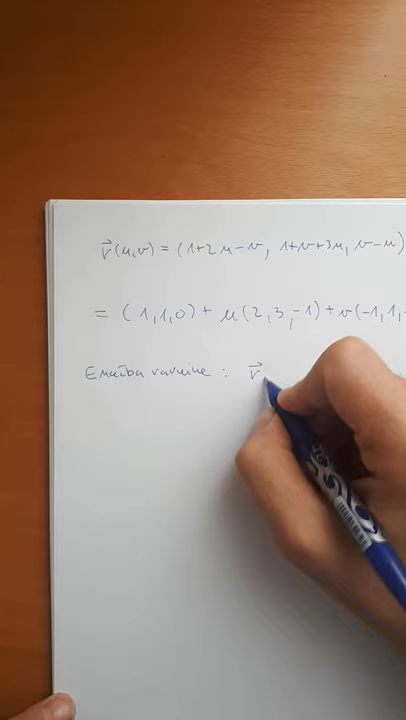 r⃗(u,v) = (1+2u−v, 1+v+3u, v−u)
= (1,1,0) + u(2,3,−1) + v(−1,1,
Enačba ravnine : r⃗